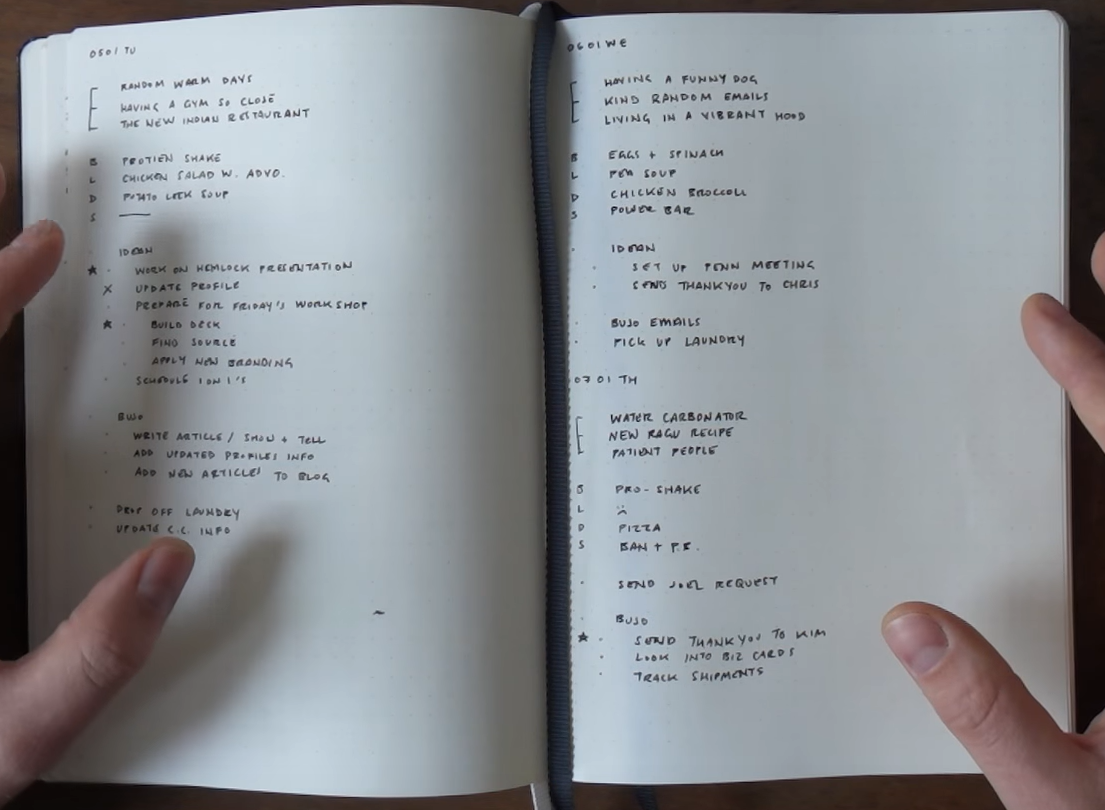 0501 TU
RANDOM WARM DAYS
HAVING A GYM SO CLOSE
THE NEW INDIAN RESTAURANT
B PROTIEN SHAKE
L CHICKEN SALAD W. ADVO.
D POTATO LEEK SOUP
S —
IDEAN
★ · WORK ON HEMLOCK PRESENTATION
X UPDATE PROFILE
· PREPARE FOR FRIDAY'S WORKSHOP
★ · BUILD DECK
· FIND SOURCE
· APPLY NEW BRANDING
· SCHEDULE 1 ON 1'S
· BUJO
· WRITE ARTICLE / SHOW + TELL
· ADD UPDATED PROFILES INFO
· ADD NEW ARTICLES TO BLOG
· DROP OFF LAUNDRY
· UPDATE C.C. INFO
~
0601 WE
HAVING A FUNNY DOG
KIND RANDOM EMAILS
LIVING IN A VIBRANT HOOD
B EGGS + SPINACH
L PEA SOUP
D CHICKEN BROCCOLI
S POWER BAR
· IDEAN
· SET UP PENN MEETING
· SEND THANKYOU TO CHRIS
· BUJO EMAILS
· PICK UP LAUNDRY
07 01 TH
WATER CARBONATOR
NEW RAGU RECIPE
PATIENT PEOPLE
B PRO-SHAKE
L
D PIZZA
S BAN + P.B.
· SEND JOEL REQUEST
· BUJO
★ · SEND THANKYOU TO KIM
· LOOK INTO BIZ CARDS
· TRACK SHIPMENTS